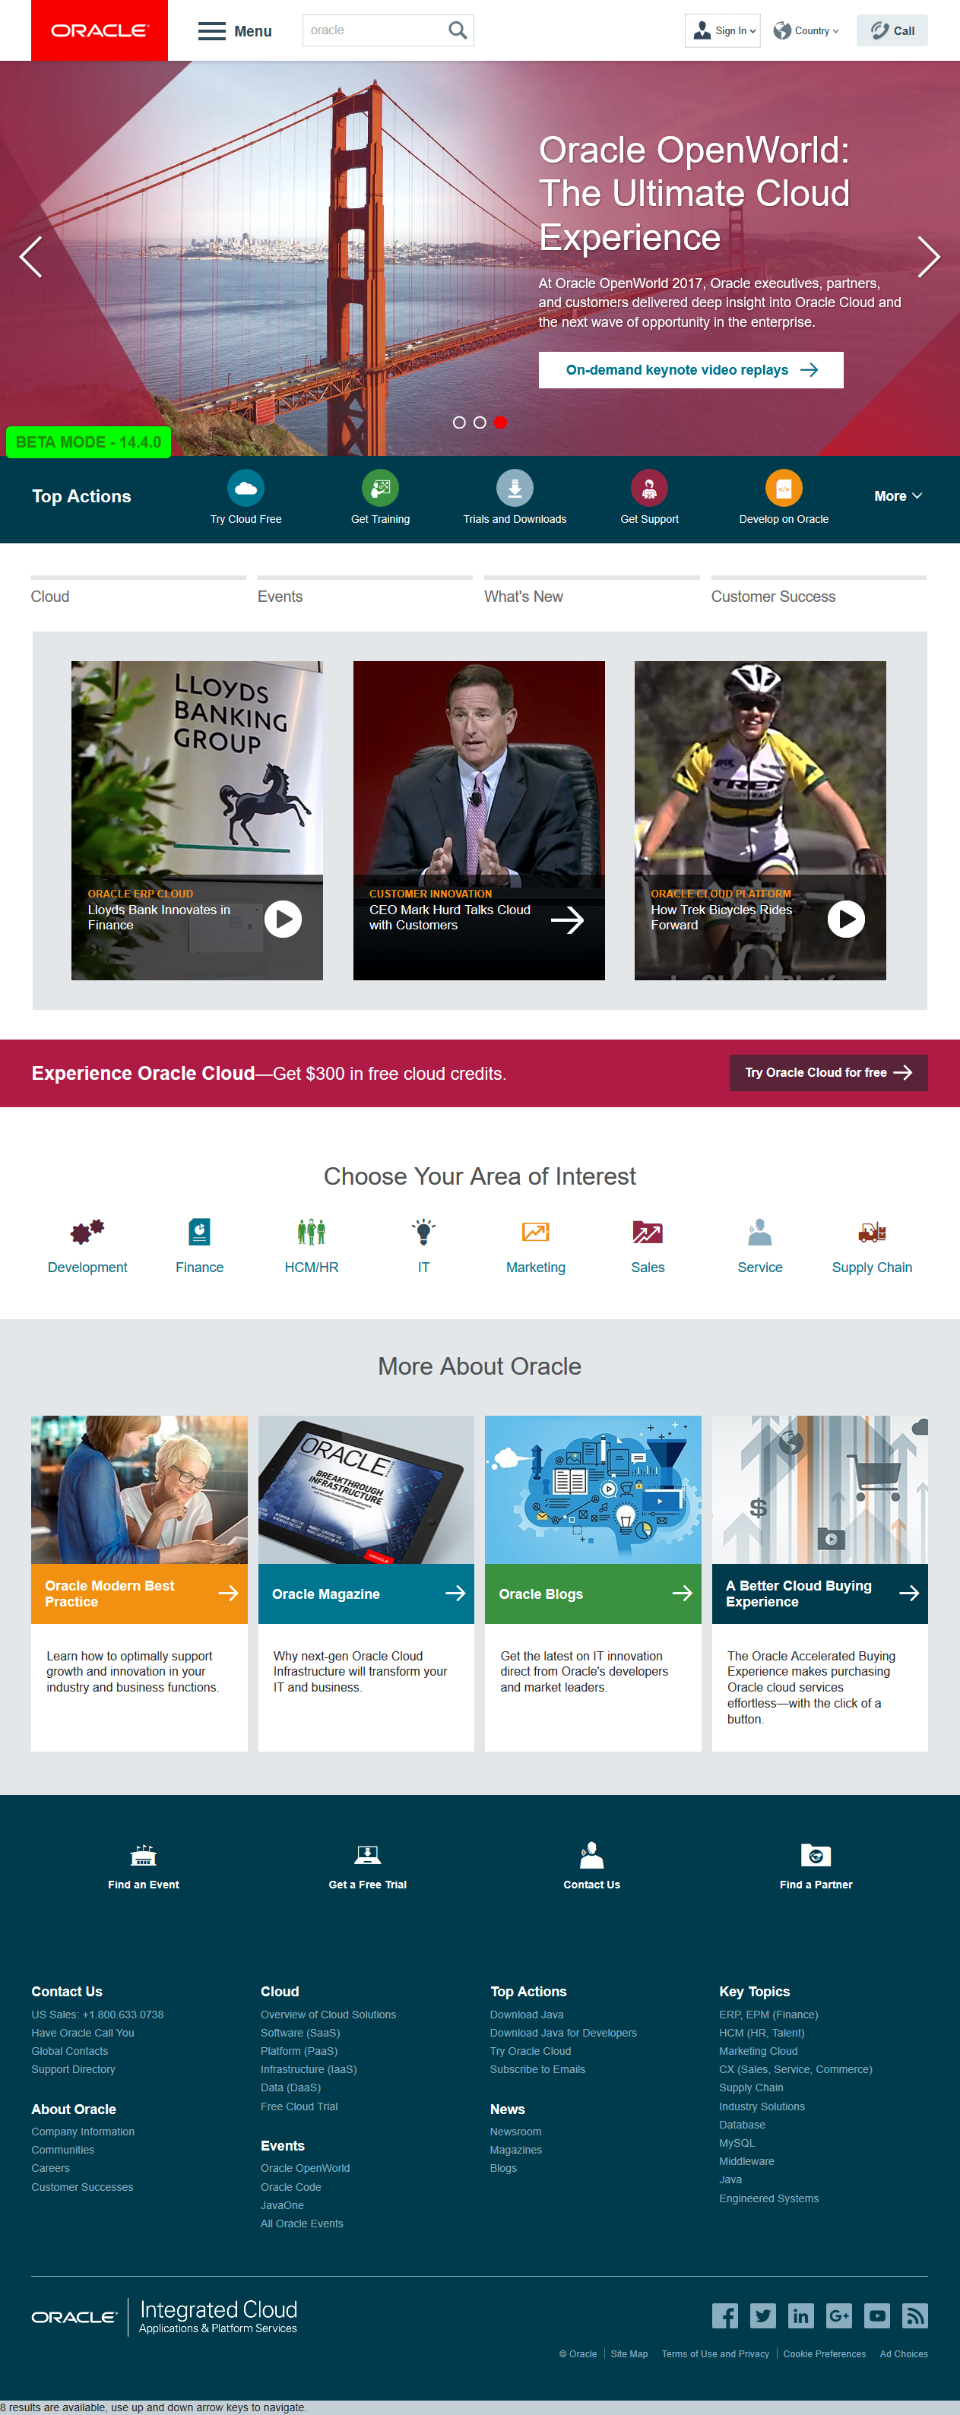 ORACLE
Menu
oracle
Sign In
Country
Call
Oracle OpenWorld:
The Ultimate Cloud
Experience
At Oracle OpenWorld 2017, Oracle executives, partners,
and customers delivered deep insight into Oracle Cloud and
the next wave of opportunity in the enterprise.
On-demand keynote video replays
BETA MODE - 14.4.0
Top Actions
Try Cloud Free
Get Training
Trials and Downloads
Get Support
Develop on Oracle
More
Cloud
Events
What's New
Customer Success
LLOYDS
BANKING
GROUP
ORACLE ERP CLOUD
Lloyds Bank Innovates in
Finance
CUSTOMER INNOVATION
CEO Mark Hurd Talks Cloud
with Customers
TREK
ORACLE CLOUD PLATFORM
How Trek Bicycles Rides
Forward
20
Experience Oracle Cloud—Get $300 in free cloud credits.
Try Oracle Cloud for free
Choose Your Area of Interest
Development
Finance
HCM/HR
IT
Marketing
Sales
Service
Supply Chain
More About Oracle
ORACLE
BREAKTHROUGH
INFRASTRUCTURE
$
Oracle Modern Best
Practice
Oracle Magazine
Oracle Blogs
A Better Cloud Buying
Experience
Learn how to optimally support
growth and innovation in your
industry and business functions.
Why next-gen Oracle Cloud
Infrastructure will transform your
IT and business.
Get the latest on IT innovation
direct from Oracle's developers
and market leaders.
The Oracle Accelerated Buying
Experience makes purchasing
Oracle cloud services
effortless—with the click of a
button.
Find an Event
Get a Free Trial
Contact Us
Find a Partner
Contact Us
US Sales: +1.800.633.0738
Have Oracle Call You
Global Contacts
Support Directory
About Oracle
Company Information
Communities
Careers
Customer Successes
Cloud
Overview of Cloud Solutions
Software (SaaS)
Platform (PaaS)
Infrastructure (IaaS)
Data (DaaS)
Free Cloud Trial
Events
Oracle OpenWorld
Oracle Code
JavaOne
All Oracle Events
Top Actions
Download Java
Download Java for Developers
Try Oracle Cloud
Subscribe to Emails
News
Newsroom
Magazines
Blogs
Key Topics
ERP, EPM (Finance)
HCM (HR, Talent)
Marketing Cloud
CX (Sales, Service, Commerce)
Supply Chain
Industry Solutions
Database
MySQL
Middleware
Java
Engineered Systems
ORACLE
Integrated Cloud
Applications & Platform Services
© Oracle
Site Map
Terms of Use and Privacy
Cookie Preferences
Ad Choices
8 results are available, use up and down arrow keys to navigate.